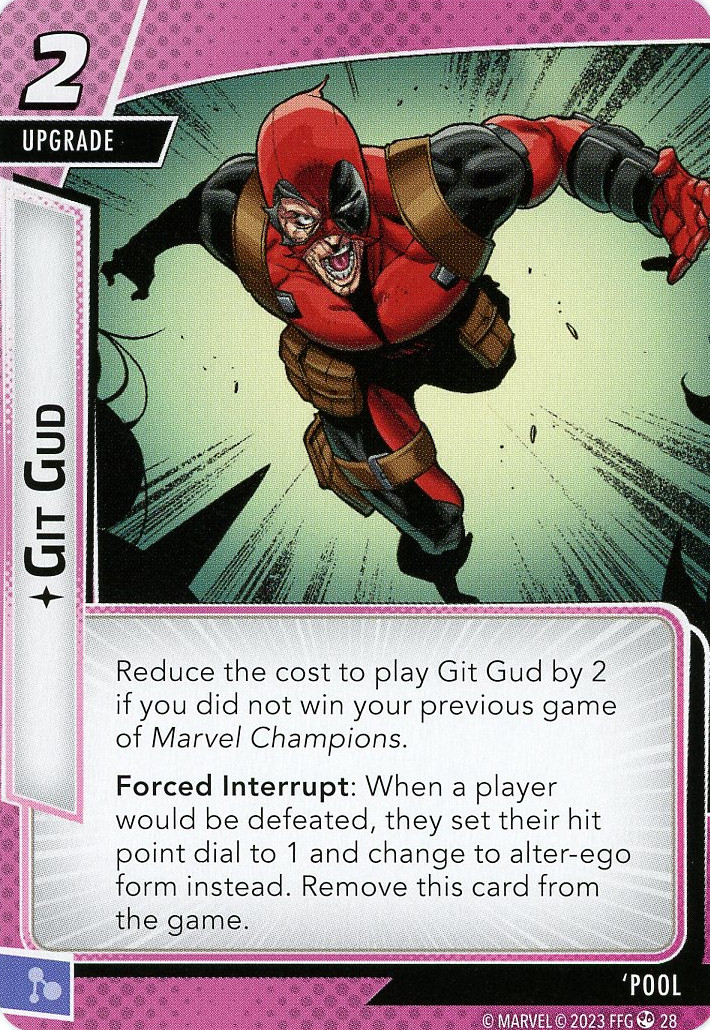 2
UPGRADE
Git Gud
Reduce the cost to play Git Gud by 2
if you did not win your previous game
of Marvel Champions.
Forced Interrupt: When a player
would be defeated, they set their hit
point dial to 1 and change to alter-ego
form instead. Remove this card from
the game.
‘POOL
© MARVEL © 2023 FFG 28